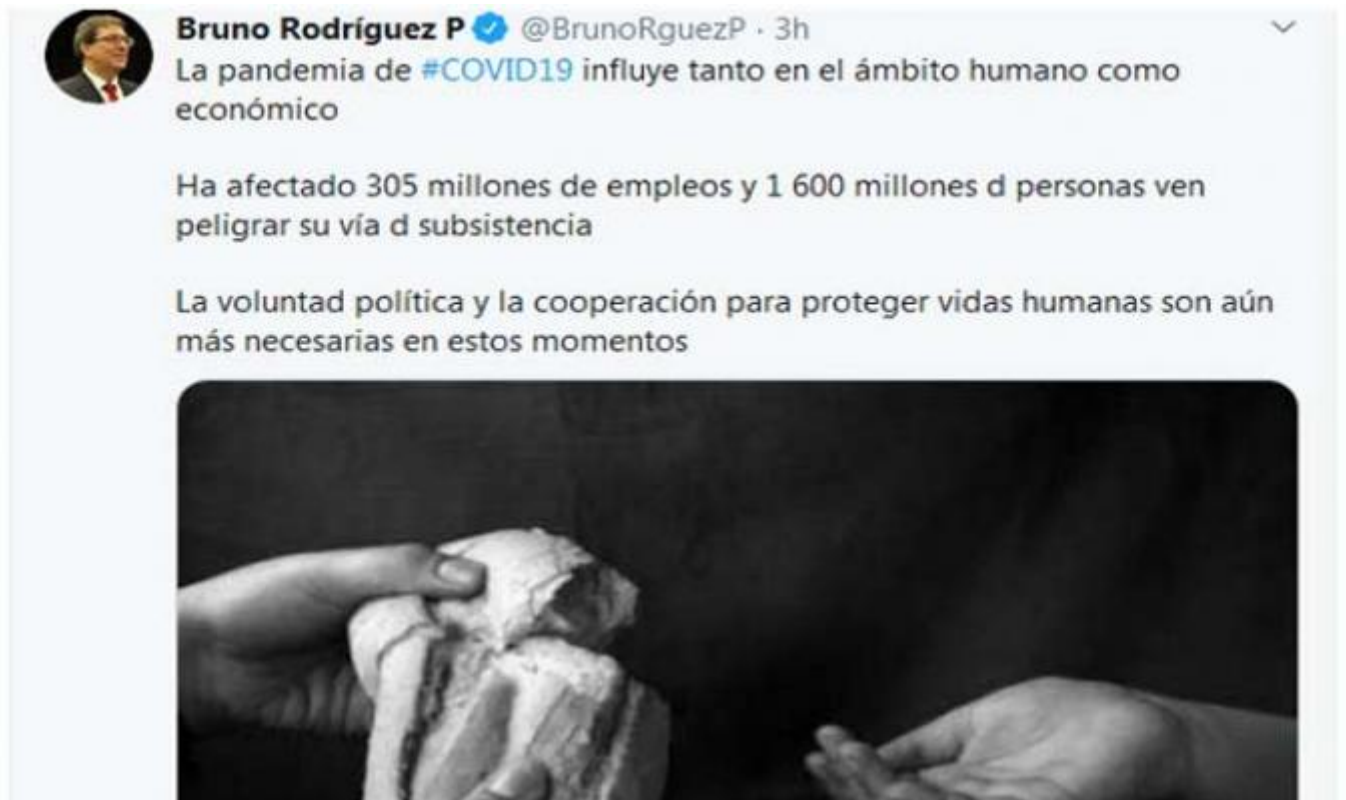 Bruno Rodríguez P @BrunoRguezP · 3h
La pandemia de #COVID19 influye tanto en el ámbito humano como
económico
Ha afectado 305 millones de empleos y 1 600 millones d personas ven
peligrar su vía d subsistencia
La voluntad política y la cooperación para proteger vidas humanas son aún
más necesarias en estos momentos